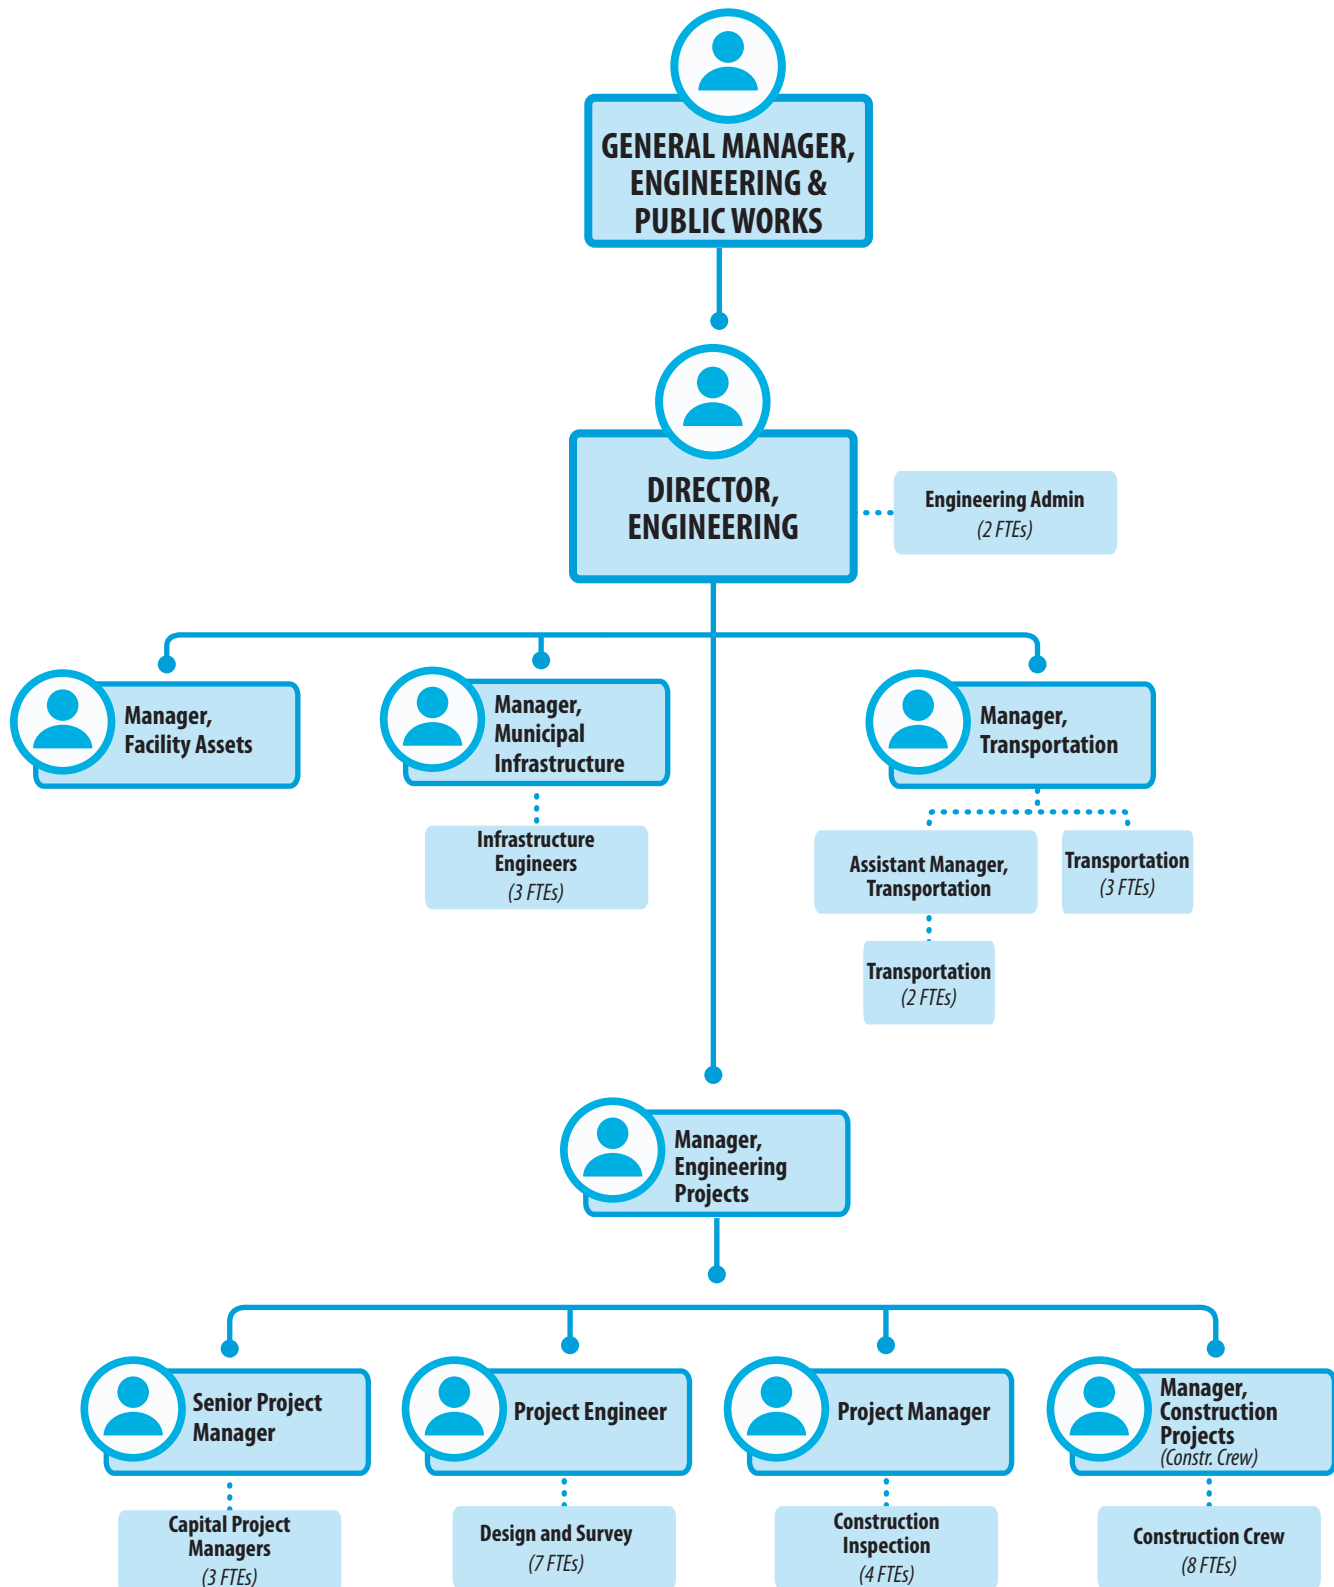 GENERAL MANAGER,
ENGINEERING &
PUBLIC WORKS
DIRECTOR,
ENGINEERING
Engineering Admin
(2 FTEs)
Manager,
Facility Assets
Manager,
Municipal
Infrastructure
Manager,
Transportation
Infrastructure
Engineers
(3 FTEs)
Assistant Manager,
Transportation
Transportation
(3 FTEs)
Transportation
(2 FTEs)
Manager,
Engineering
Projects
Senior Project
Manager
Project Engineer
Project Manager
Manager,
Construction
Projects
(Constr. Crew)
Capital Project
Managers
(3 FTEs)
Design and Survey
(7 FTEs)
Construction
Inspection
(4 FTEs)
Construction Crew
(8 FTEs)